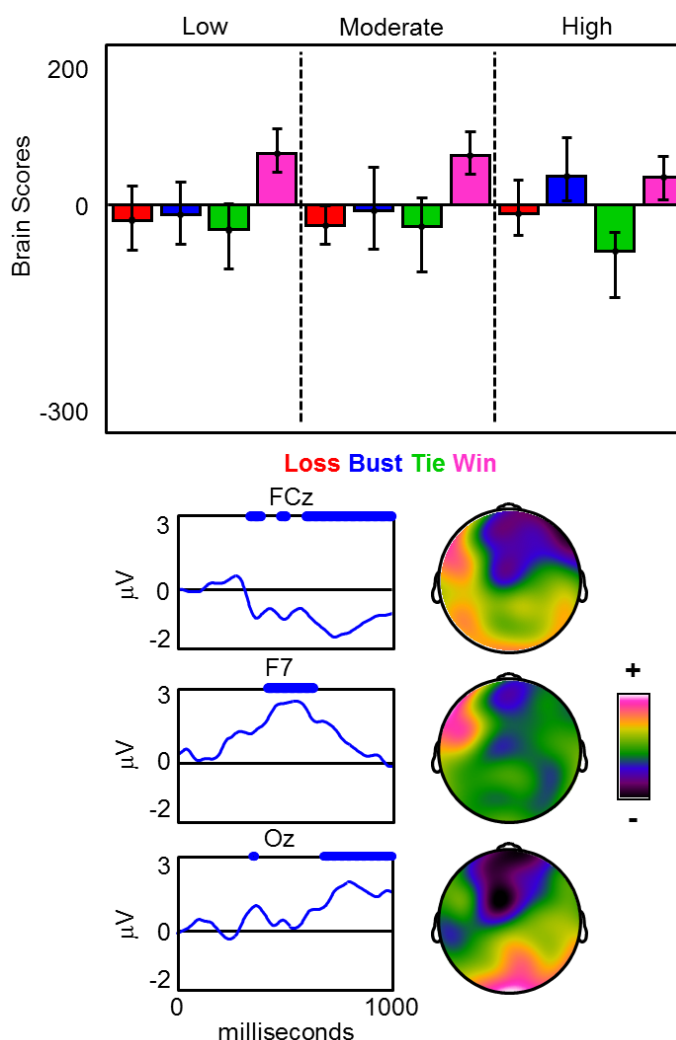 Low Moderate High
200
0
-300
Brain Scores
Loss Bust Tie Win
FCz
3
0
-2
µV
+
-
F7
3
0
-2
µV
Oz
3
0
-2
µV
0 1000
milliseconds